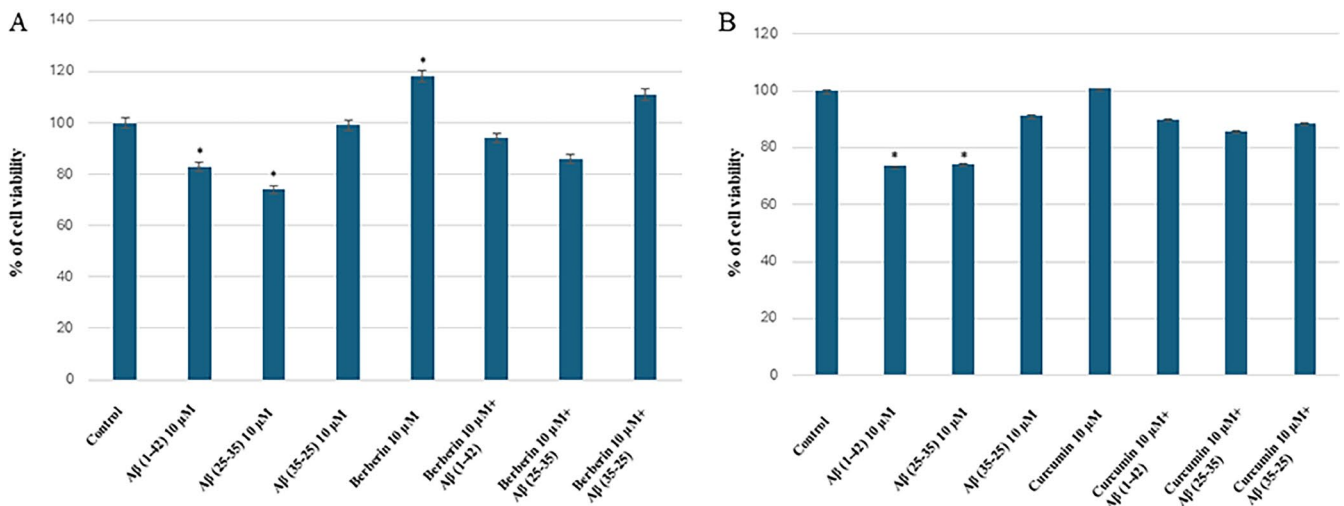 A
% of cell viability
140
120
100
80
60
40
20
0
*
*
*
Control
Aβ (1–42) 10 μM
Aβ (25-35) 10 μM
Aβ (35-25) 10 μM
Berberin 10 μM
Berberin 10 μM+
Aβ (1-42)
Berberin 10 μM+
Aβ (25-35)
Berberin 10 μM+
Aβ (35-25)
B
% of cell viability
120
100
80
60
40
20
0
*
*
Control
Aβ (1–42) 10 μM
Aβ (25-35) 10 μM
Aβ (35-25) 10 μM
Curcumin 10 μM
Curcumin 10 μM+
Aβ (1-42)
Curcumin 10 μM+
Aβ (25-35)
Curcumin 10 μM+
Aβ (35-25)